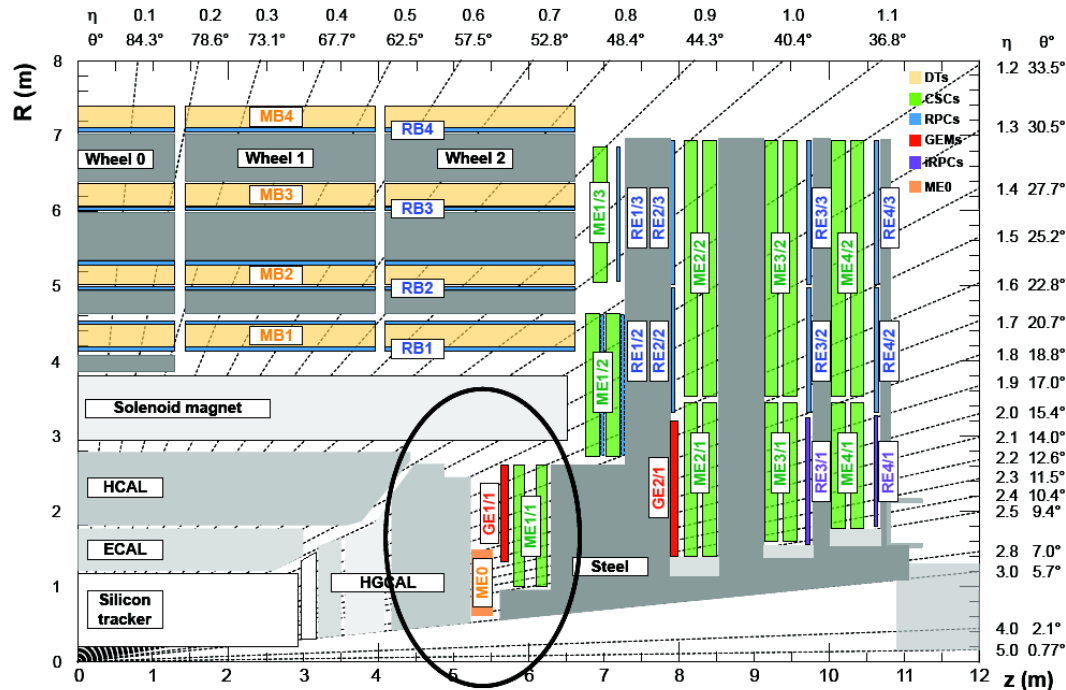 η 0.1 0.2 0.3 0.4 0.5 0.6 0.7 0.8 0.9 1.0 1.1
θ° 84.3° 78.6° 73.1° 67.7° 62.5° 57.5° 52.8° 48.4° 44.3° 40.4° 36.8° η θ°
R (m)
8 7 6 5 4 3 2 1 0
1.2 33.5°
1.3 30.5°
1.4 27.7°
1.5 25.2°
1.6 22.8°
1.7 20.7°
1.8 18.8°
1.9 17.0°
2.0 15.4°
2.1 14.0°
2.2 12.6°
2.3 11.5°
2.4 10.4°
2.5 9.4°
2.8 7.0°
3.0 5.7°
4.0 2.1°
5.0 0.77°
DTs
CSCs
RPCs
GEMs
iRPCs
ME0
MB4
RB4
Wheel 0 Wheel 1 Wheel 2
MB3
RB3
MB2
RB2
MB1
RB1
Solenoid magnet
HCAL
ECAL
HGCAL
Silicon
tracker
ME0
GE1/1
ME1/1
ME1/2
ME1/3
RE1/3
RE2/3
RE1/2
RE2/2
GE2/1
ME2/1
ME2/2
ME3/2
RE3/3
ME4/2
RE4/3
RE3/2
RE4/2
ME3/1
RE3/1
ME4/1
RE4/1
Steel
0 1 2 3 4 5 6 7 8 9 10 11 12
z (m)